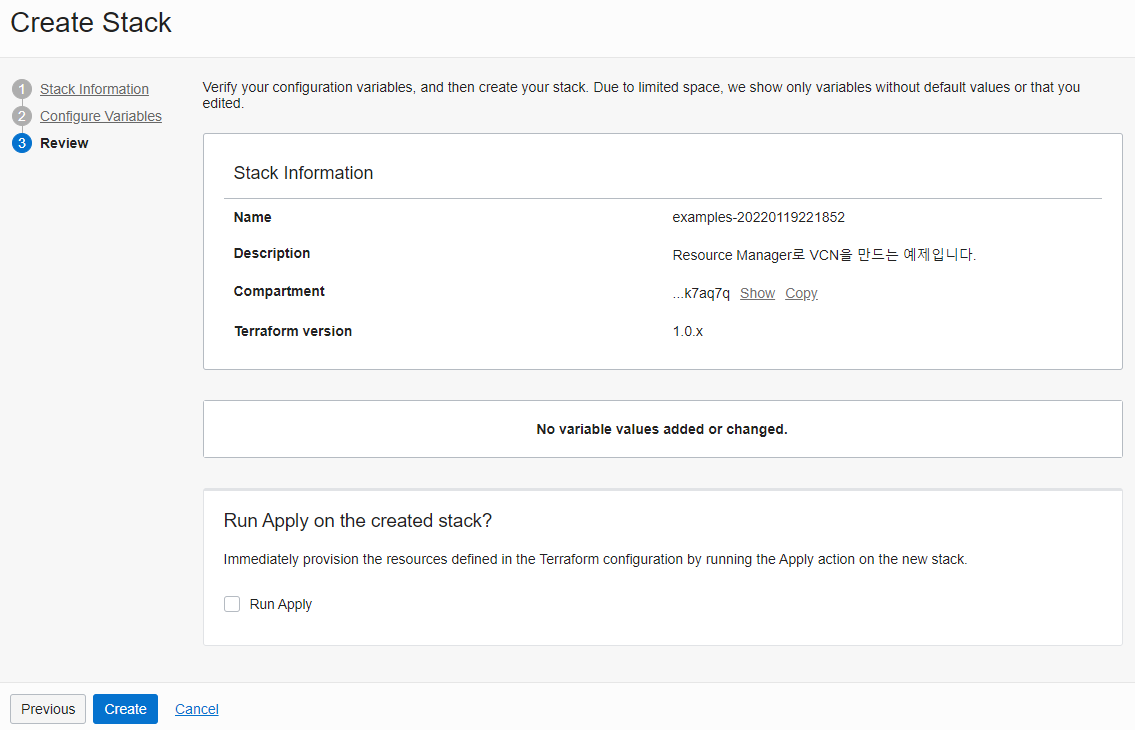 Create Stack
1 Stack Information
2 Configure Variables
3 Review
Verify your configuration variables, and then create your stack. Due to limited space, we show only variables without default values or that you
edited.
Stack Information
Name examples-20220119221852
Description Resource Manager로 VCN을 만드는 예제입니다.
Compartment ...k7aq7q Show Copy
Terraform version 1.0.x
No variable values added or changed.
Run Apply on the created stack?
Immediately provision the resources defined in the Terraform configuration by running the Apply action on the new stack.
Run Apply
Previous Create Cancel